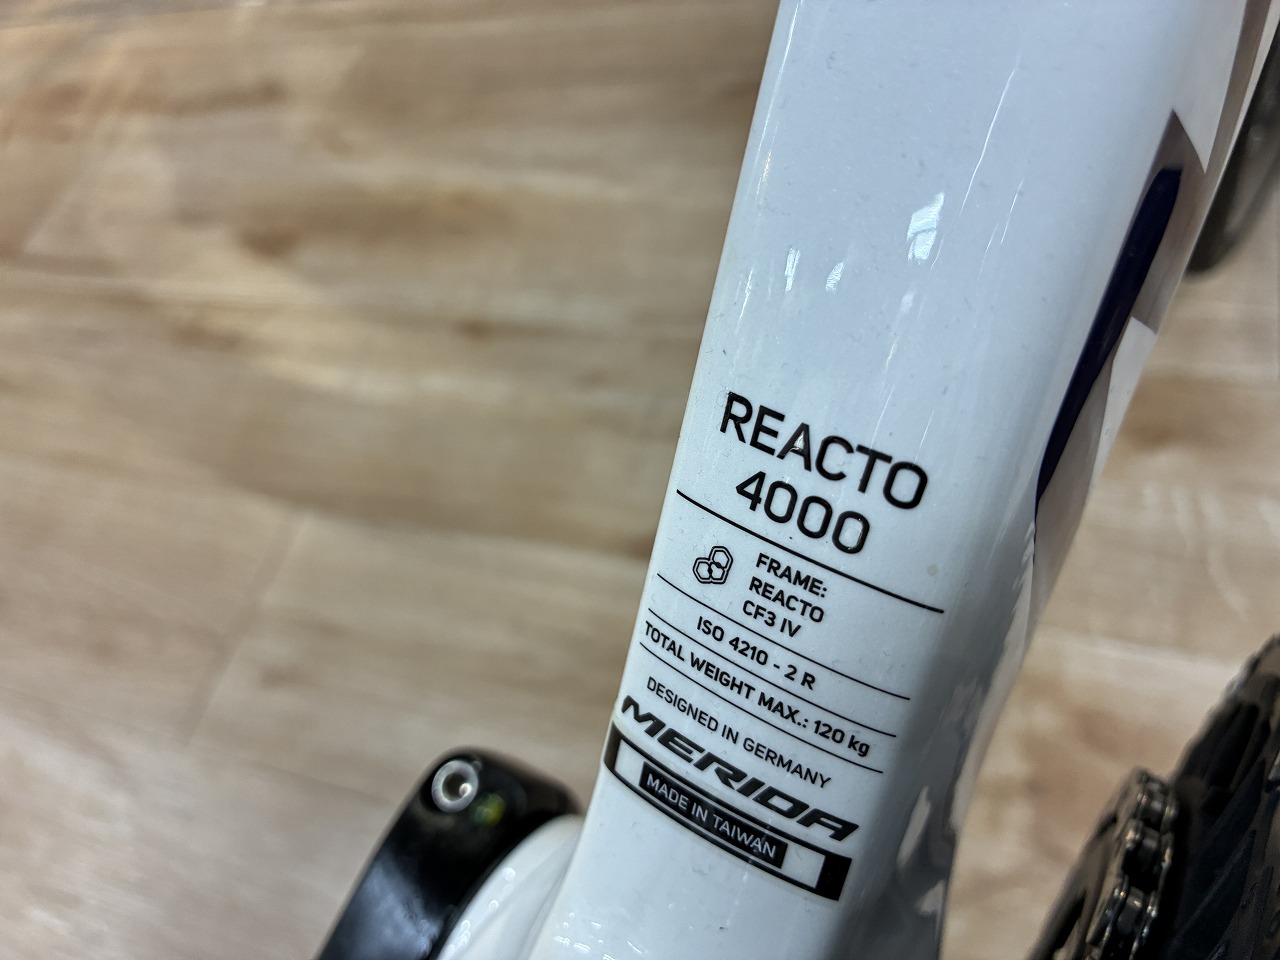 REACTO
4000
FRAME:
REACTO
CF3 IV
ISO 4210 - 2 R
TOTAL WEIGHT MAX.: 120 kg
DESIGNED IN GERMANY
MERIDA
MADE IN TAIWAN